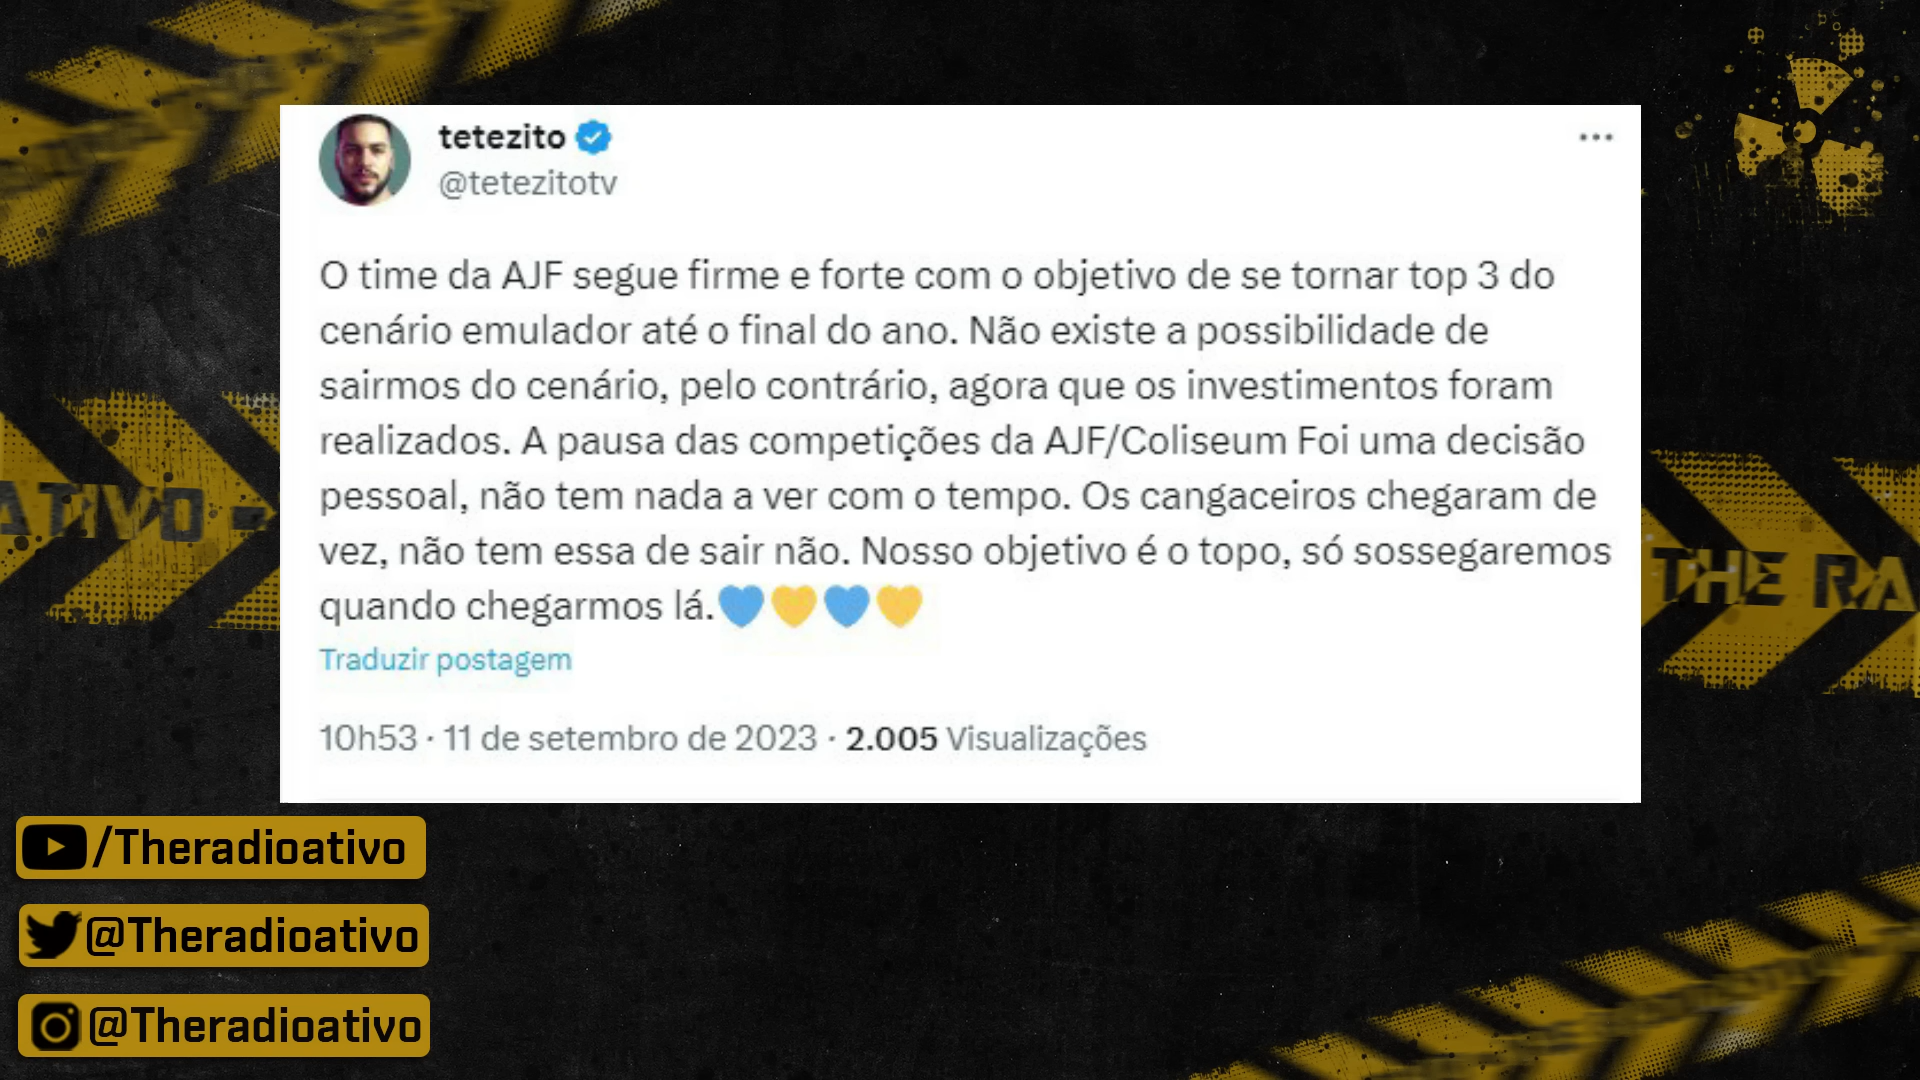 tetezito
@tetezitotv
O time da AJF segue firme e forte com o objetivo de se tornar top 3 do
cenário emulador até o final do ano. Não existe a possibilidade de
sairmos do cenário, pelo contrário, agora que os investimentos foram
realizados. A pausa das competições da AJF/Coliseum Foi uma decisão
pessoal, não tem nada a ver com o tempo. Os cangaceiros chegaram de
vez, não tem essa de sair não. Nosso objetivo é o topo, só sossegaremos
quando chegarmos lá.💙💛💙💛
Traduzir postagem
10h53 · 11 de setembro de 2023 · 2.005 Visualizações
ATIVO -
THE RA
/Theradioativo
@Theradioativo
@Theradioativo